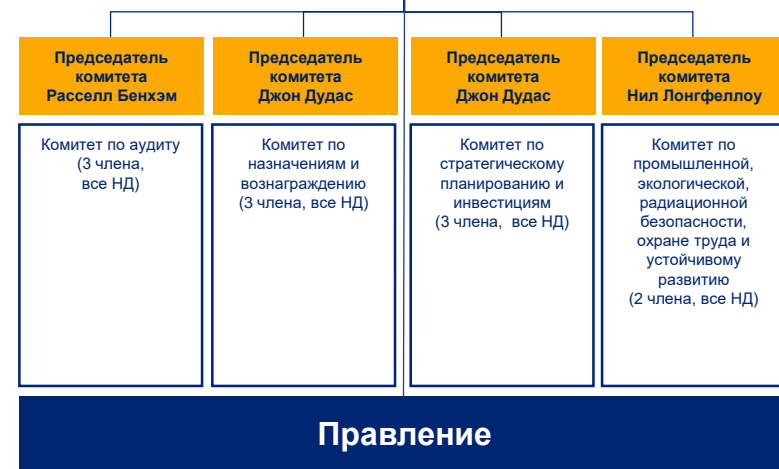 Председатель
комитета
Расселл Бенхэм
Председатель
комитета
Джон Дудас
Председатель
комитета
Джон Дудас
Председатель
комитета
Нил Лонгфеллоу
Комитет по аудиту
(3 члена,
все НД)
Комитет по
назначениям и
вознаграждению
(3 члена, все НД)
Комитет по
стратегическому
планированию и
инвестициям
(3 члена, все НД)
Комитет по
промышленной,
экологической,
радиационной
безопасности,
охране труда и
устойчивому
развитию
(2 члена, все НД)
Правление